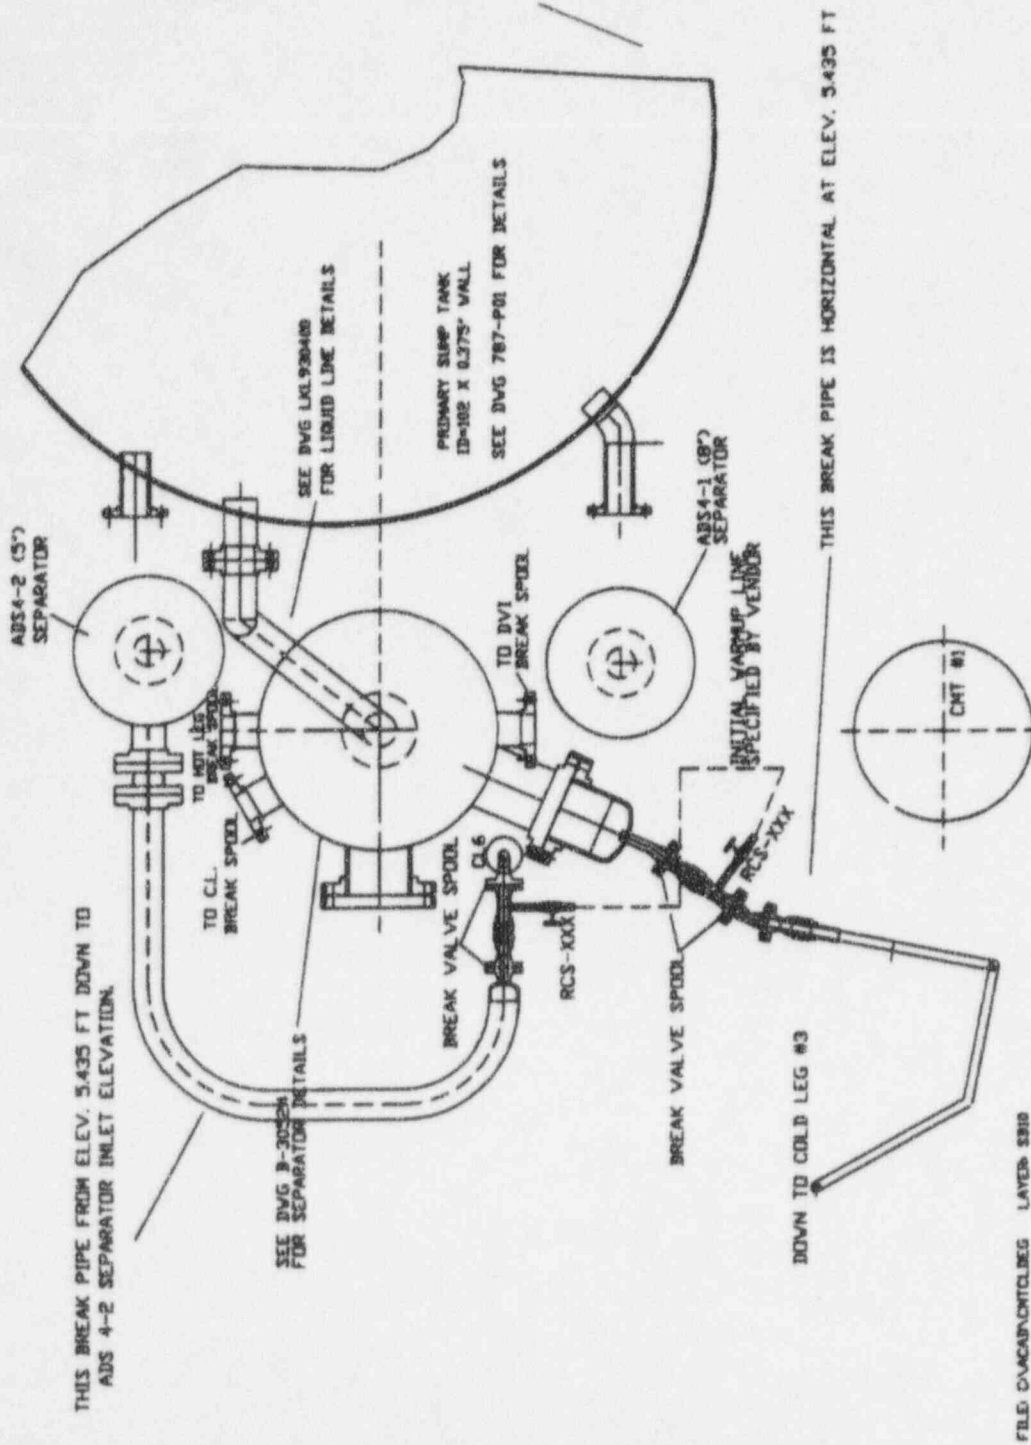 THIS BREAK PIPE FROM ELEV. 5.435 FT DOWN TO
ADS 4-2 SEPARATOR INLET ELEVATION.
ADS4-2 (5")
SEPARATOR
TO HOT LEG
BREAK SPOOL
TO C.L.
BREAK SPOOL
SEE DWG LKL930400
FOR LIQUID LINE DETAILS
SEE DWG
FOR SEPARATOR DETAILS
PRIMARY SUMP TANK
ID=102 X 0.375" WALL
SEE DWG 787-P01 FOR DETAILS
BREAK VALVE SPOOL
CL6
TO DVI
BREAK SPOOL
RCS-XXX
ADS4-1 (8")
SEPARATOR
INITIAL WARMUP LINE
SPECIFIED BY VENDOR
BREAK VALVE SPOOL
RCS-XXX
DOWN TO COLD LEG #3
THIS BREAK PIPE IS HORIZONTAL AT ELEV. 5.435 FT
CMT #1
FILE: LAYER: